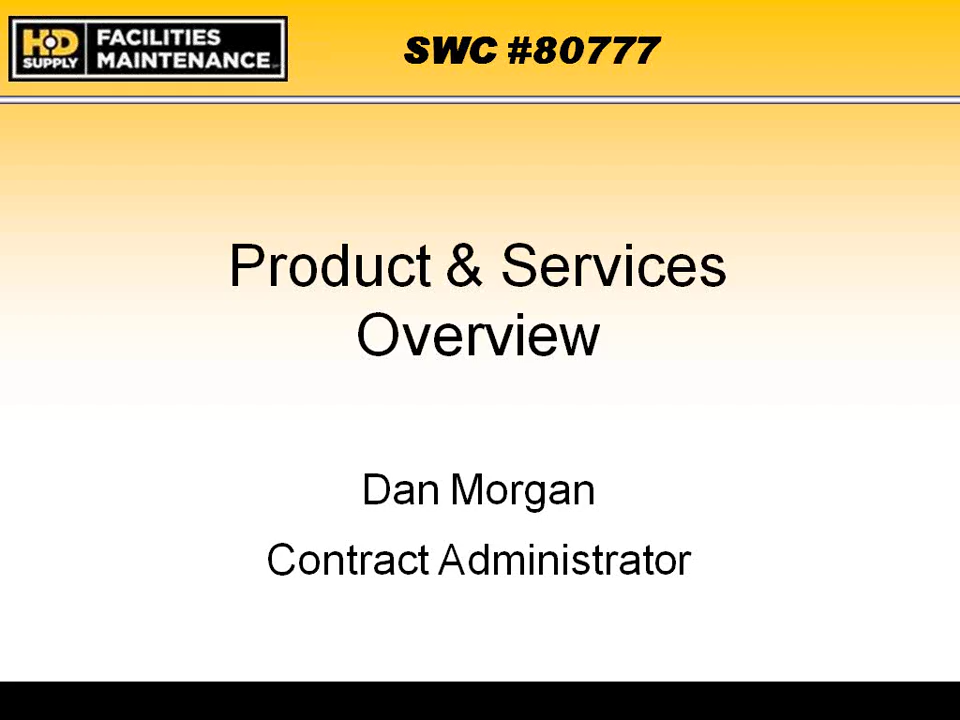 HD SUPPLY
FACILITIES
MAINTENANCE
SWC #80777
Product & Services
Overview
Dan Morgan
Contract Administrator